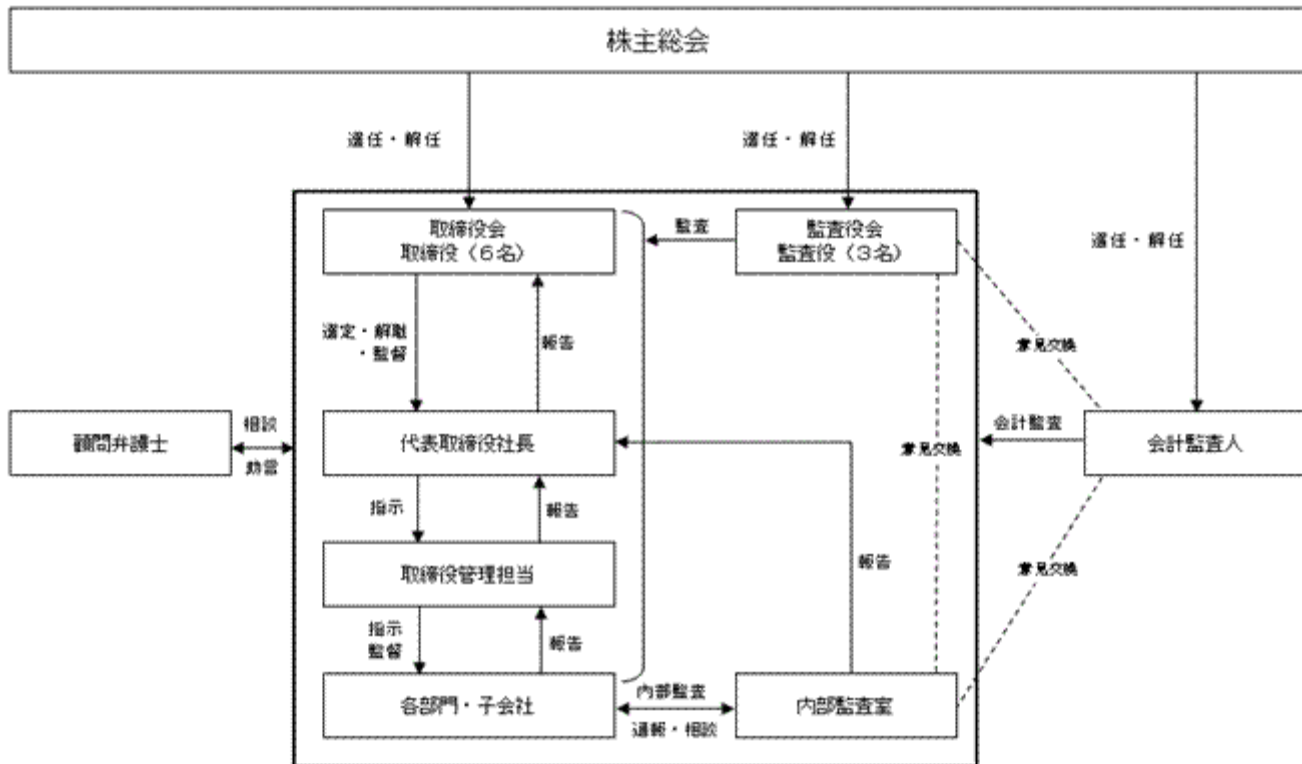 株主総会
選任・解任
選任・解任
選任・解任
取締役会
取締役（6名）
監査
監査役会
監査役（3名）
選定・解職
・監督
報告
意見交換
顧問弁護士
相談
助言
代表取締役社長
意見交換
会計監査
会計監査人
指示
報告
取締役管理担当
報告
意見交換
指示
監督
報告
各部門・子会社
内部監査
通報・相談
内部監査室